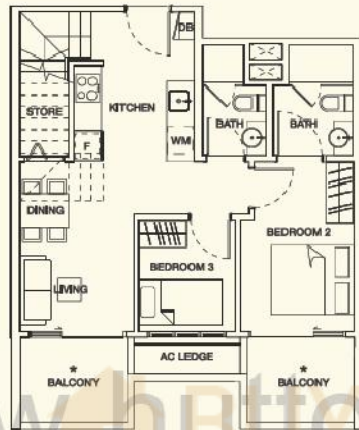 DB
KITCHEN
STORE
BATH
BATH
WM
F
DINING
BEDROOM 2
BEDROOM 3
LIVING
AC LEDGE
*
BALCONY
*
BALCONY